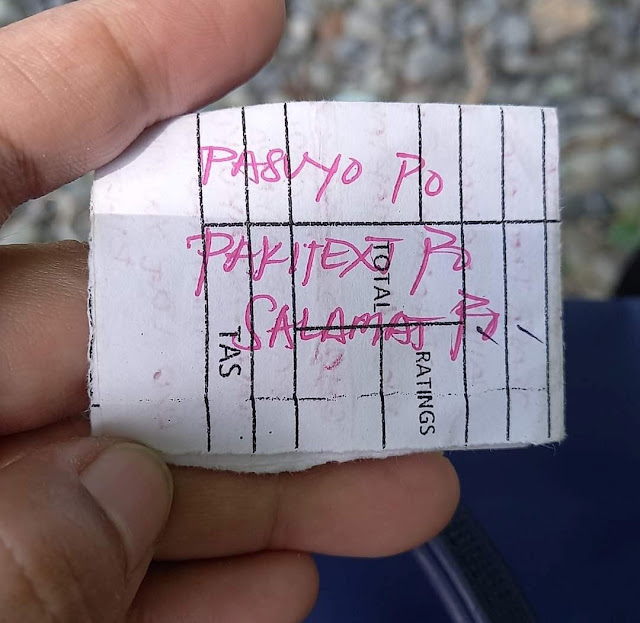 PASUYO PO
PAKITEXT PO
SALAMAT PO
TOTAL
RATINGS
TAS